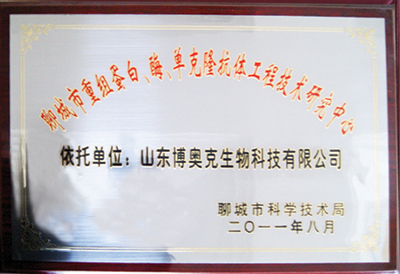 聊城市重组蛋白、酶、单克隆抗体工程技术研究中心
依托单位：山东博奥克生物科技有限公司
聊城市科学技术局
二〇一一年八月